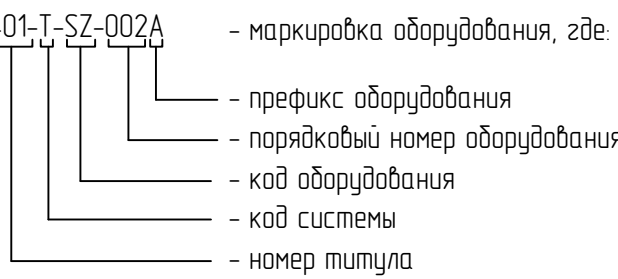 01-T-SZ-002A - маркировка оборудования, где:
- префикс оборудования
- порядковый номер оборудования
- код оборудования
- код системы
- номер титула